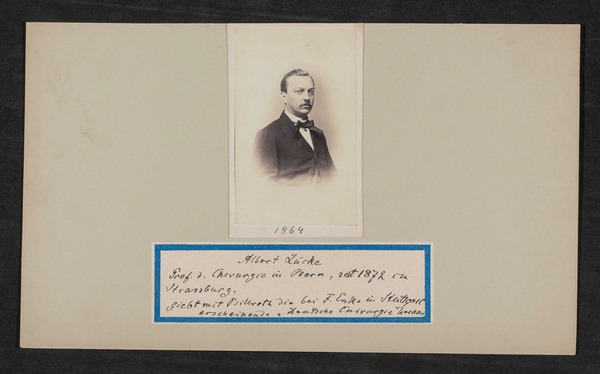 1864
Albert Lücke
Prof. d. Chirurgie in Bern, seit 1872 in
Strassburg.
giebt mit Billroth die bei F. Enke in Stuttgart
erscheinende „Deutsche Chirurgie" heraus